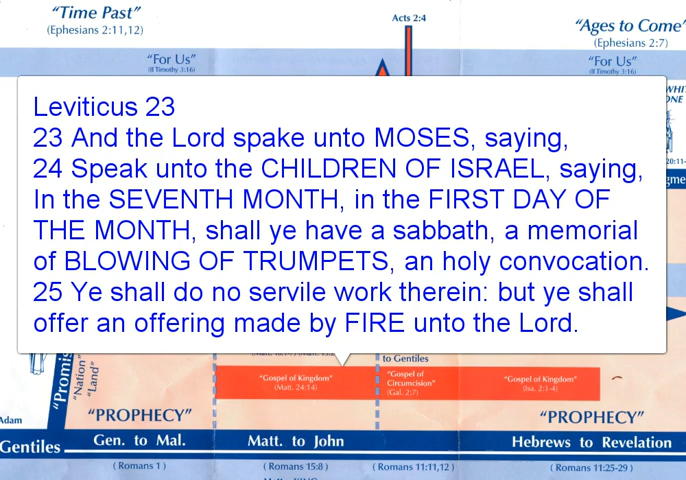 "Time Past"
(Ephesians 2:11,12)
Acts 2:4
"Ages to Come"
(Ephesians 2:7)
"For Us"
(II Timothy 3:16)
"For Us"
(II Timothy 3:16)
Leviticus 23
23 And the Lord spake unto MOSES, saying,
24 Speak unto the CHILDREN OF ISRAEL, saying,
In the SEVENTH MONTH, in the FIRST DAY OF
THE MONTH, shall ye have a sabbath, a memorial
of BLOWING OF TRUMPETS, an holy convocation.
25 Ye shall do no servile work therein: but ye shall
offer an offering made by FIRE unto the Lord.
to Gentiles
"Nation"
"Land"
"Gospel of Kingdom"
(Matt. 24:14)
"Gospel of
Circumcision"
(Gal. 2:7)
"Gospel of Kingdom"
(Isa. 2:1-4)
Adam
"PROPHECY"
"PROPHECY"
Gentiles
Gen. to Mal.
Matt. to John
Hebrews to Revelation
(Romans 1)
(Romans 15:8)
(Romans 11:11,12)
(Romans 11:25-29)